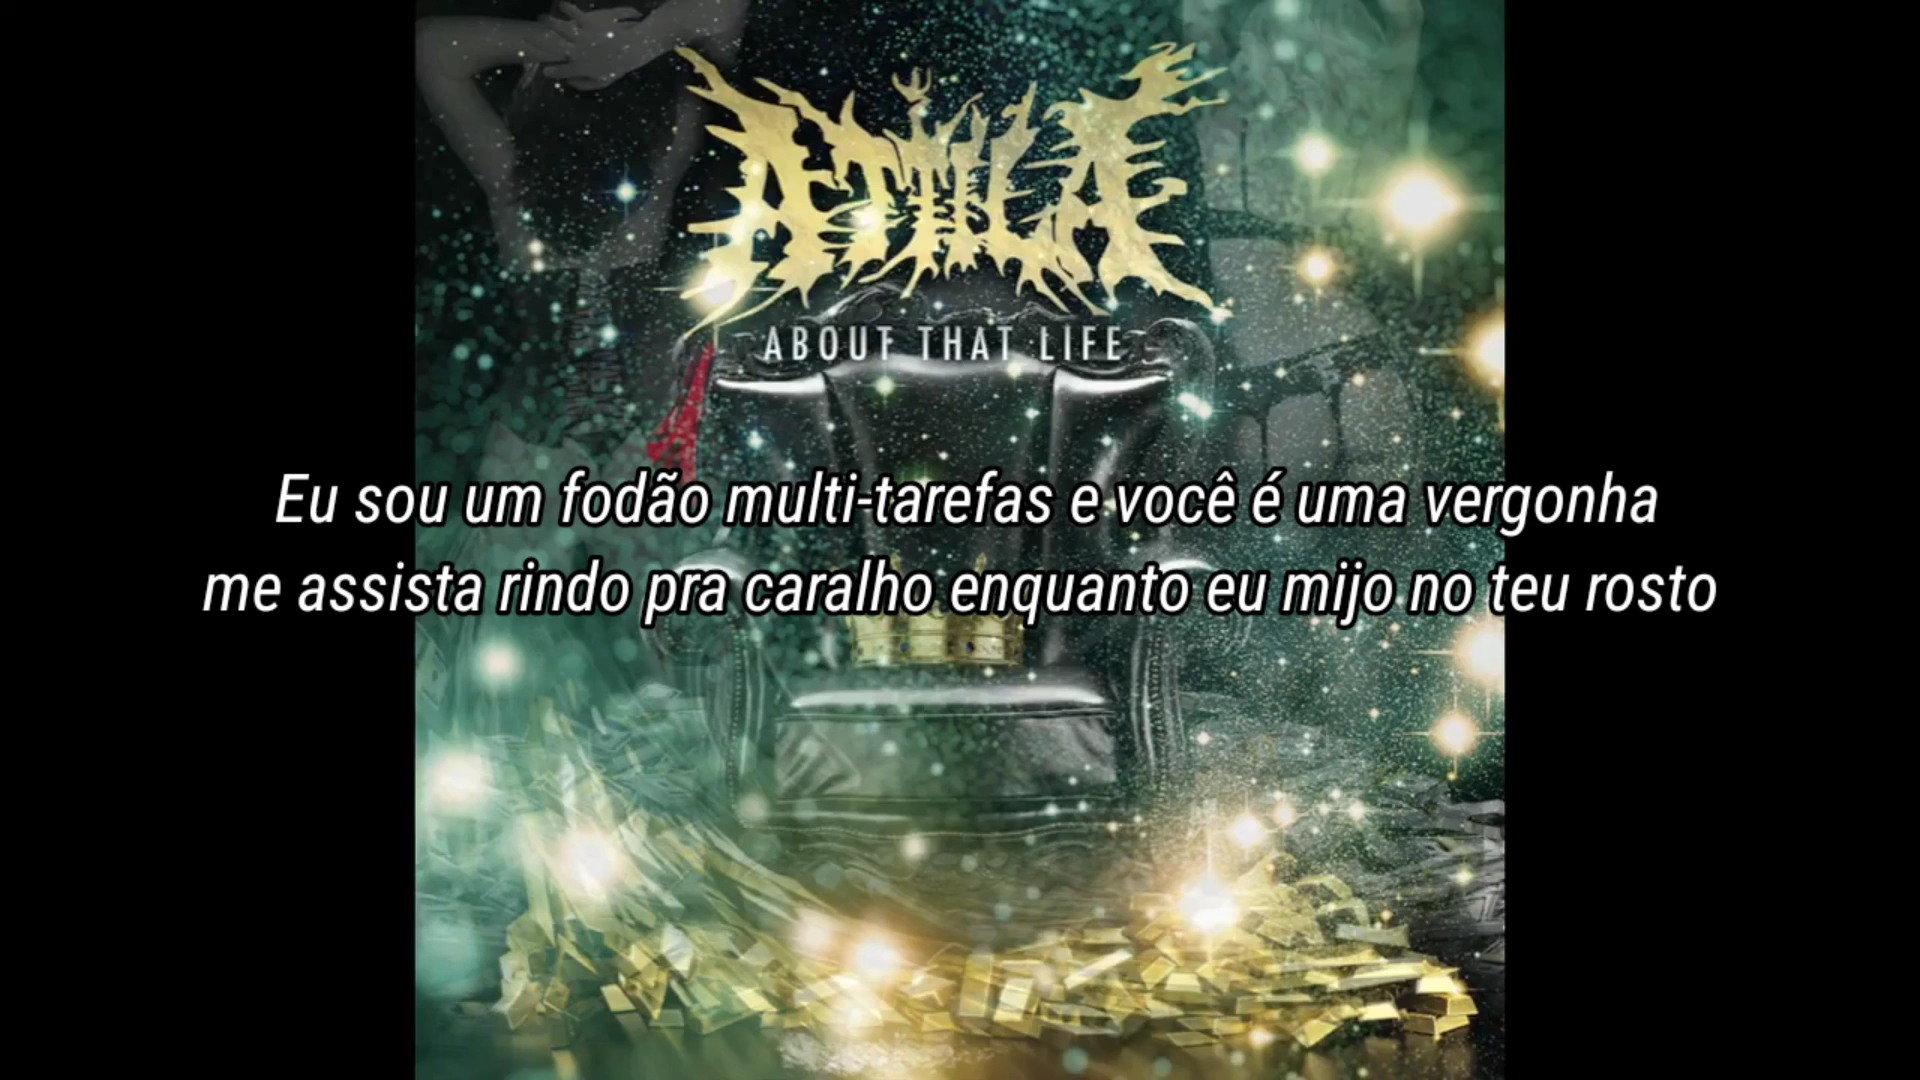 ATTILA
ABOUT THAT LIFE
Eu sou um fodão multi-tarefas e você é uma vergonha
me assista rindo pra caralho enquanto eu mijo no teu rosto